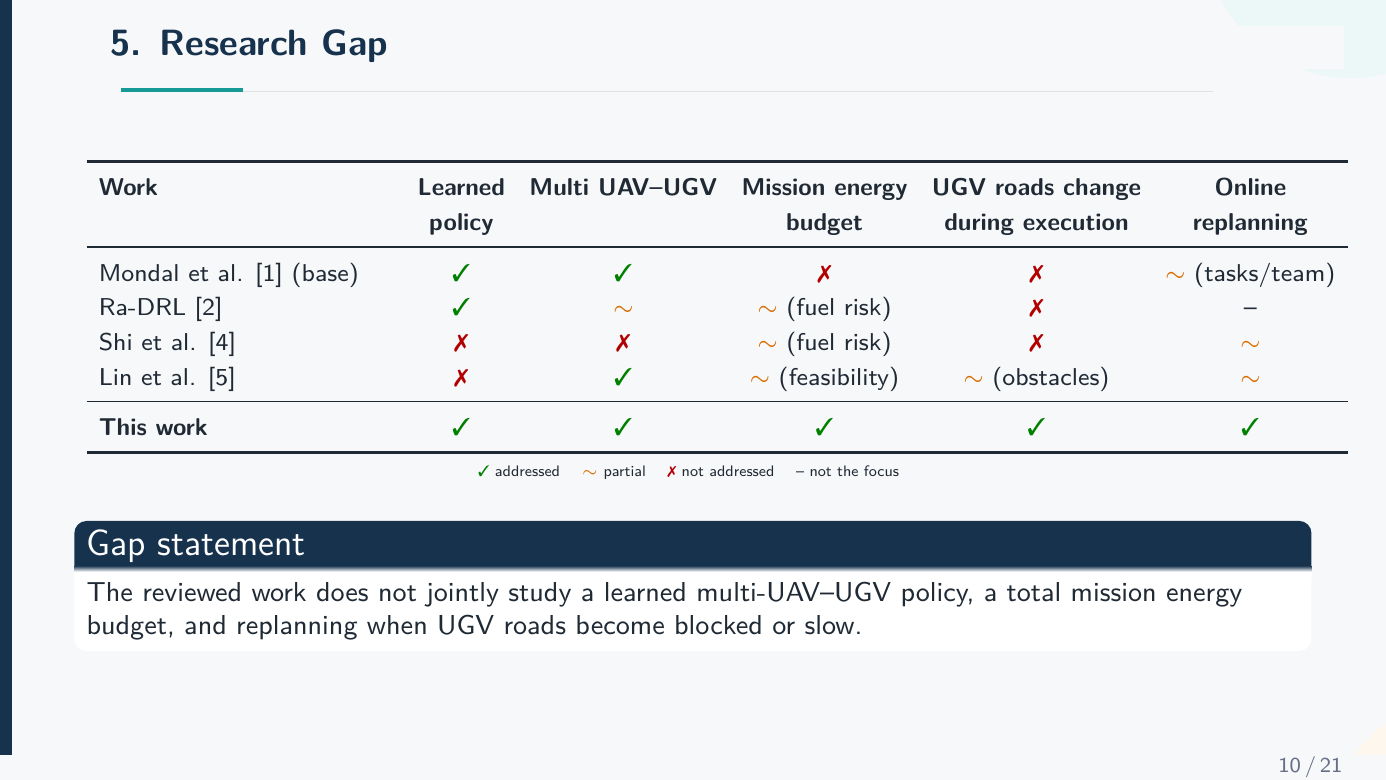 5. Research Gap
Work Learned Multi UAV–UGV Mission energy UGV roads change Online
policy budget during execution replanning
Mondal et al. [1] (base) ✓ ✓ ✗ ✗ ∼ (tasks/team)
Ra-DRL [2] ✓ ∼ ∼ (fuel risk) ✗ –
Shi et al. [4] ✗ ✗ ∼ (fuel risk) ✗ ∼
Lin et al. [5] ✗ ✓ ∼ (feasibility) ∼ (obstacles) ∼
This work ✓ ✓ ✓ ✓ ✓
✓ addressed ∼ partial ✗ not addressed – not the focus
Gap statement
The reviewed work does not jointly study a learned multi-UAV–UGV policy, a total mission energy
budget, and replanning when UGV roads become blocked or slow.
10 / 21